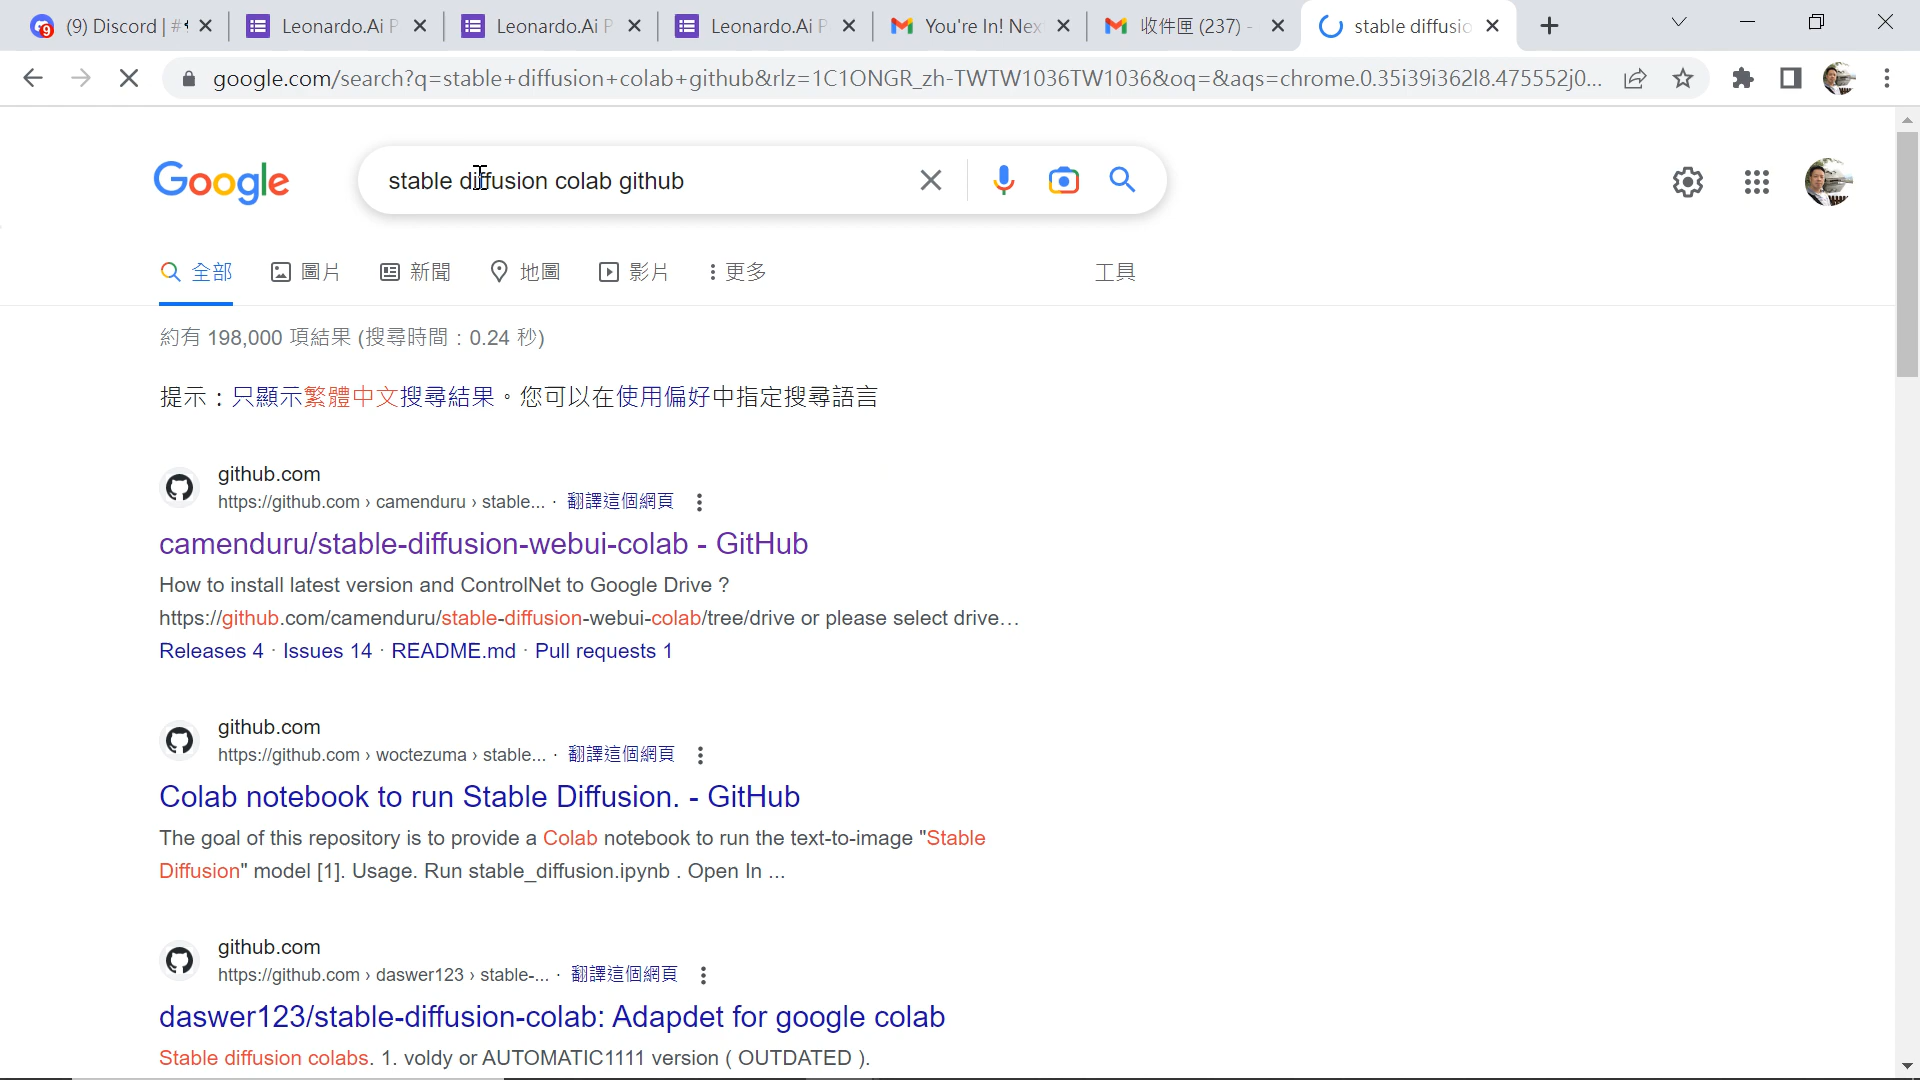 (9) Discord | #
Leonardo.Ai P
Leonardo.Ai P
Leonardo.Ai P
You're In! Nex
收件匣 (237) -
stable diffusio
google.com/search?q=stable+diffusion+colab+github&rlz=1C1ONGR_zh-TWTW1036TW1036&oq=&aqs=chrome.0.35i39i362l8.475552j0...
Google
stable diffusion colab github
全部
圖片
新聞
地圖
影片
更多
工具
約有 198,000 項結果 (搜尋時間：0.24 秒)
提示：只顯示繁體中文搜尋結果。您可以在使用偏好中指定搜尋語言
github.com
https://github.com › camenduru › stable... · 翻譯這個網頁
camenduru/stable-diffusion-webui-colab - GitHub
How to install latest version and ControlNet to Google Drive ?
https://github.com/camenduru/stable-diffusion-webui-colab/tree/drive or please select drive...
Releases 4 · Issues 14 · README.md · Pull requests 1
github.com
https://github.com › woctezuma › stable... · 翻譯這個網頁
Colab notebook to run Stable Diffusion. - GitHub
The goal of this repository is to provide a Colab notebook to run the text-to-image "Stable
Diffusion" model [1]. Usage. Run stable_diffusion.ipynb . Open In ...
github.com
https://github.com › daswer123 › stable-... · 翻譯這個網頁
daswer123/stable-diffusion-colab: Adapdet for google colab
Stable diffusion colabs. 1. voldy or AUTOMATIC1111 version ( OUTDATED ).